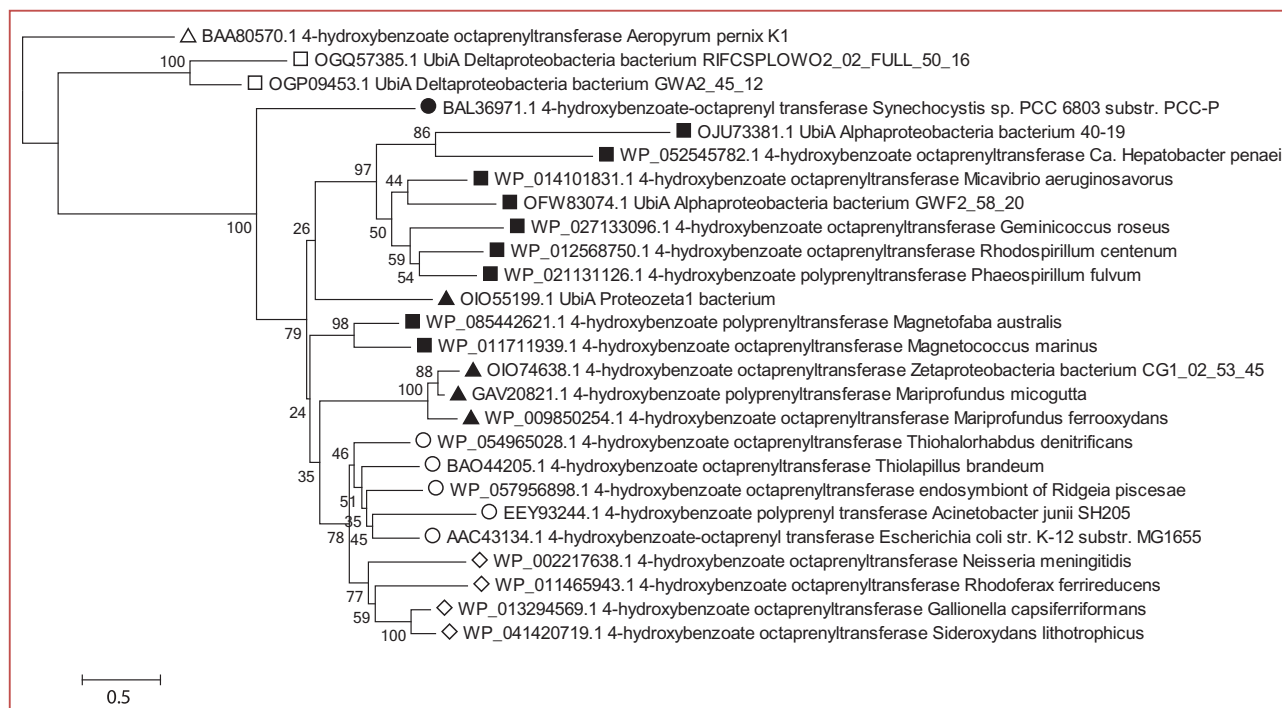 BAA80570.1 4-hydroxybenzoate octaprenyltransferase Aeropyrum pernix K1
100 OGQ57385.1 UbiA Deltaproteobacteria bacterium RIFCSPLOWO2_02_FULL_50_16
OGP09453.1 UbiA Deltaproteobacteria bacterium GWA2_45_12
BAL36971.1 4-hydroxybenzoate-octaprenyl transferase Synechocystis sp. PCC 6803 substr. PCC-P
86 OJU73381.1 UbiA Alphaproteobacteria bacterium 40-19
WP_052545782.1 4-hydroxybenzoate octaprenyltransferase Ca. Hepatobacter penaei
97
44 WP_014101831.1 4-hydroxybenzoate octaprenyltransferase Micavibrio aeruginosavorus
OFW83074.1 UbiA Alphaproteobacteria bacterium GWF2_58_20
100 26 50 WP_027133096.1 4-hydroxybenzoate octaprenyltransferase Geminicoccus roseus
59 WP_012568750.1 4-hydroxybenzoate octaprenyltransferase Rhodospirillum centenum
54 WP_021131126.1 4-hydroxybenzoate polyprenyltransferase Phaeospirillum fulvum
OIO55199.1 UbiA Proteozeta1 bacterium
79 98 WP_085442621.1 4-hydroxybenzoate polyprenyltransferase Magnetofaba australis
WP_011711939.1 4-hydroxybenzoate octaprenyltransferase Magnetococcus marinus
88 OIO74638.1 4-hydroxybenzoate octaprenyltransferase Zetaproteobacteria bacterium CG1_02_53_45
100 GAV20821.1 4-hydroxybenzoate polyprenyltransferase Mariprofundus micogutta
24 WP_009850254.1 4-hydroxybenzoate octaprenyltransferase Mariprofundus ferrooxydans
46 WP_054965028.1 4-hydroxybenzoate octaprenyltransferase Thiohalorhabdus denitrificans
35 BAO44205.1 4-hydroxybenzoate octaprenyltransferase Thiolapillus brandeum
51 WP_057956898.1 4-hydroxybenzoate octaprenyltransferase endosymbiont of Ridgeia piscesae
35 EEY93244.1 4-hydroxybenzoate polyprenyl transferase Acinetobacter junii SH205
78 45 AAC43134.1 4-hydroxybenzoate-octaprenyl transferase Escherichia coli str. K-12 substr. MG1655
WP_002217638.1 4-hydroxybenzoate octaprenyltransferase Neisseria meningitidis
77 WP_011465943.1 4-hydroxybenzoate octaprenyltransferase Rhodoferax ferrireducens
59 WP_013294569.1 4-hydroxybenzoate octaprenyltransferase Gallionella capsiferriformans
100 WP_041420719.1 4-hydroxybenzoate octaprenyltransferase Sideroxydans lithotrophicus
0.5